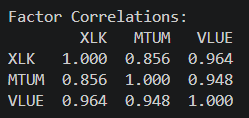 Factor Correlations:
XLK MTUM VLUE
XLK 1.000 0.856 0.964
MTUM 0.856 1.000 0.948
VLUE 0.964 0.948 1.000